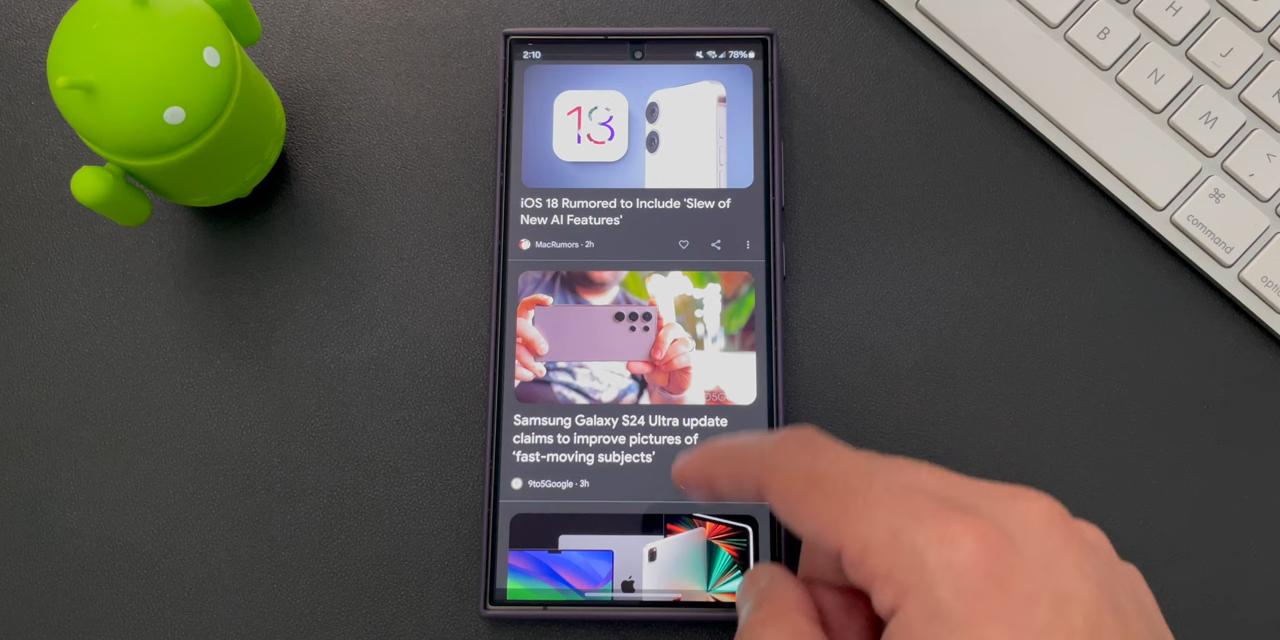 2:10
78%
18
iOS 18 Rumored to Include 'Slew of
New AI Features'
MacRumors · 2h
Samsung Galaxy S24 Ultra update
claims to improve pictures of
‘fast-moving subjects’
9to5Google · 3h
H
B
J
N
M
⌘
command